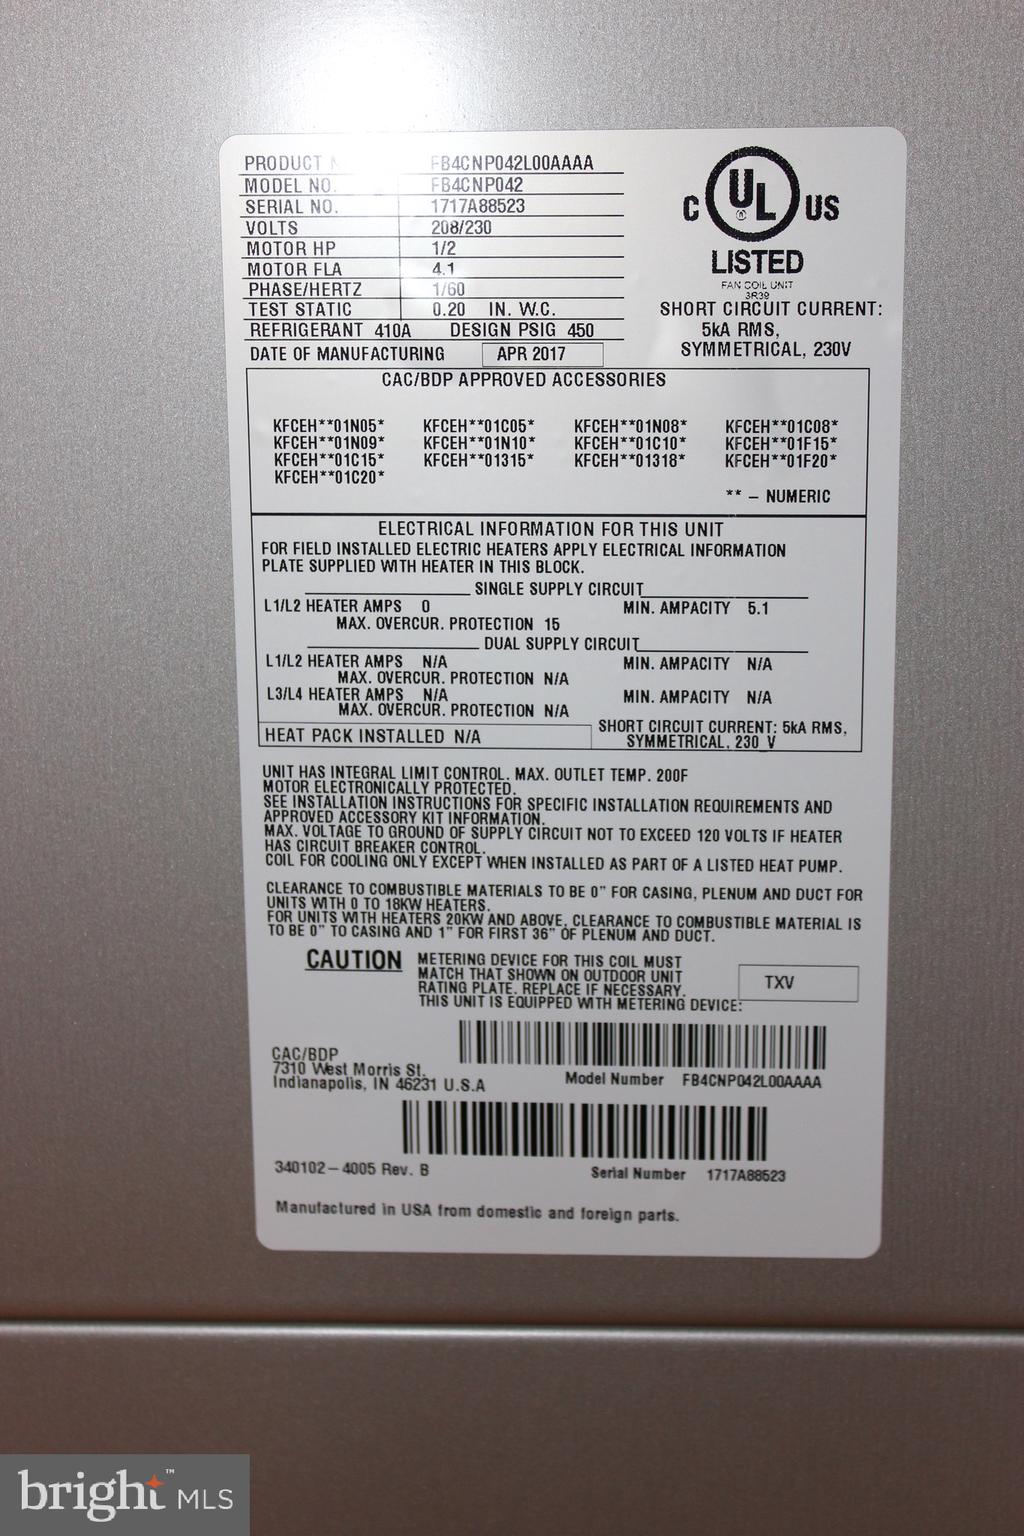 PRODUCT N FB4CNP042L00AAAA
MODEL NO. FB4CNP042
SERIAL NO. 1717A88523
VOLTS 208/230
MOTOR HP 1/2
MOTOR FLA 4.1
PHASE/HERTZ 1/60
TEST STATIC 0.20 IN. W.C.
REFRIGERANT 410A DESIGN PSIG 450
DATE OF MANUFACTURING APR 2017
C UL US
LISTED
FAN COIL UNIT
3R39
SHORT CIRCUIT CURRENT:
5kA RMS,
SYMMETRICAL, 230V
CAC/BDP APPROVED ACCESSORIES
KFCEH**01N05* KFCEH**01C05* KFCEH**01N08* KFCEH**01C08*
KFCEH**01N09* KFCEH**01N10* KFCEH**01C10* KFCEH**01F15*
KFCEH**01C15* KFCEH**01315* KFCEH**01318* KFCEH**01F20*
KFCEH**01C20*
** – NUMERIC
ELECTRICAL INFORMATION FOR THIS UNIT
FOR FIELD INSTALLED ELECTRIC HEATERS APPLY ELECTRICAL INFORMATION
PLATE SUPPLIED WITH HEATER IN THIS BLOCK.
SINGLE SUPPLY CIRCUIT
L1/L2 HEATER AMPS 0 MIN. AMPACITY 5.1
MAX. OVERCUR. PROTECTION 15
DUAL SUPPLY CIRCUIT
L1/L2 HEATER AMPS N/A MIN. AMPACITY N/A
MAX. OVERCUR. PROTECTION N/A
L3/L4 HEATER AMPS N/A MIN. AMPACITY N/A
MAX. OVERCUR. PROTECTION N/A
HEAT PACK INSTALLED N/A
SHORT CIRCUIT CURRENT: 5kA RMS,
SYMMETRICAL, 230 V
UNIT HAS INTEGRAL LIMIT CONTROL. MAX. OUTLET TEMP. 200F
MOTOR ELECTRONICALLY PROTECTED.
SEE INSTALLATION INSTRUCTIONS FOR SPECIFIC INSTALLATION REQUIREMENTS AND
APPROVED ACCESSORY KIT INFORMATION.
MAX. VOLTAGE TO GROUND OF SUPPLY CIRCUIT NOT TO EXCEED 120 VOLTS IF HEATER
HAS CIRCUIT BREAKER CONTROL.
COIL FOR COOLING ONLY EXCEPT WHEN INSTALLED AS PART OF A LISTED HEAT PUMP.
CLEARANCE TO COMBUSTIBLE MATERIALS TO BE 0" FOR CASING, PLENUM AND DUCT FOR
UNITS WITH 0 TO 18KW HEATERS.
FOR UNITS WITH HEATERS 20KW AND ABOVE, CLEARANCE TO COMBUSTIBLE MATERIAL IS
TO BE 0" TO CASING AND 1" FOR FIRST 36" OF PLENUM AND DUCT.
CAUTION
METERING DEVICE FOR THIS COIL MUST
MATCH THAT SHOWN ON OUTDOOR UNIT
RATING PLATE. REPLACE IF NECESSARY.
THIS UNIT IS EQUIPPED WITH METERING DEVICE:
TXV
CAC/BDP
7310 West Morris St.
Indianapolis, IN 46231 U.S.A
Model Number FB4CNP042L00AAAA
340102–4005 Rev. B
Serial Number 1717A88523
Manufactured in USA from domestic and foreign parts.
bright™ MLS